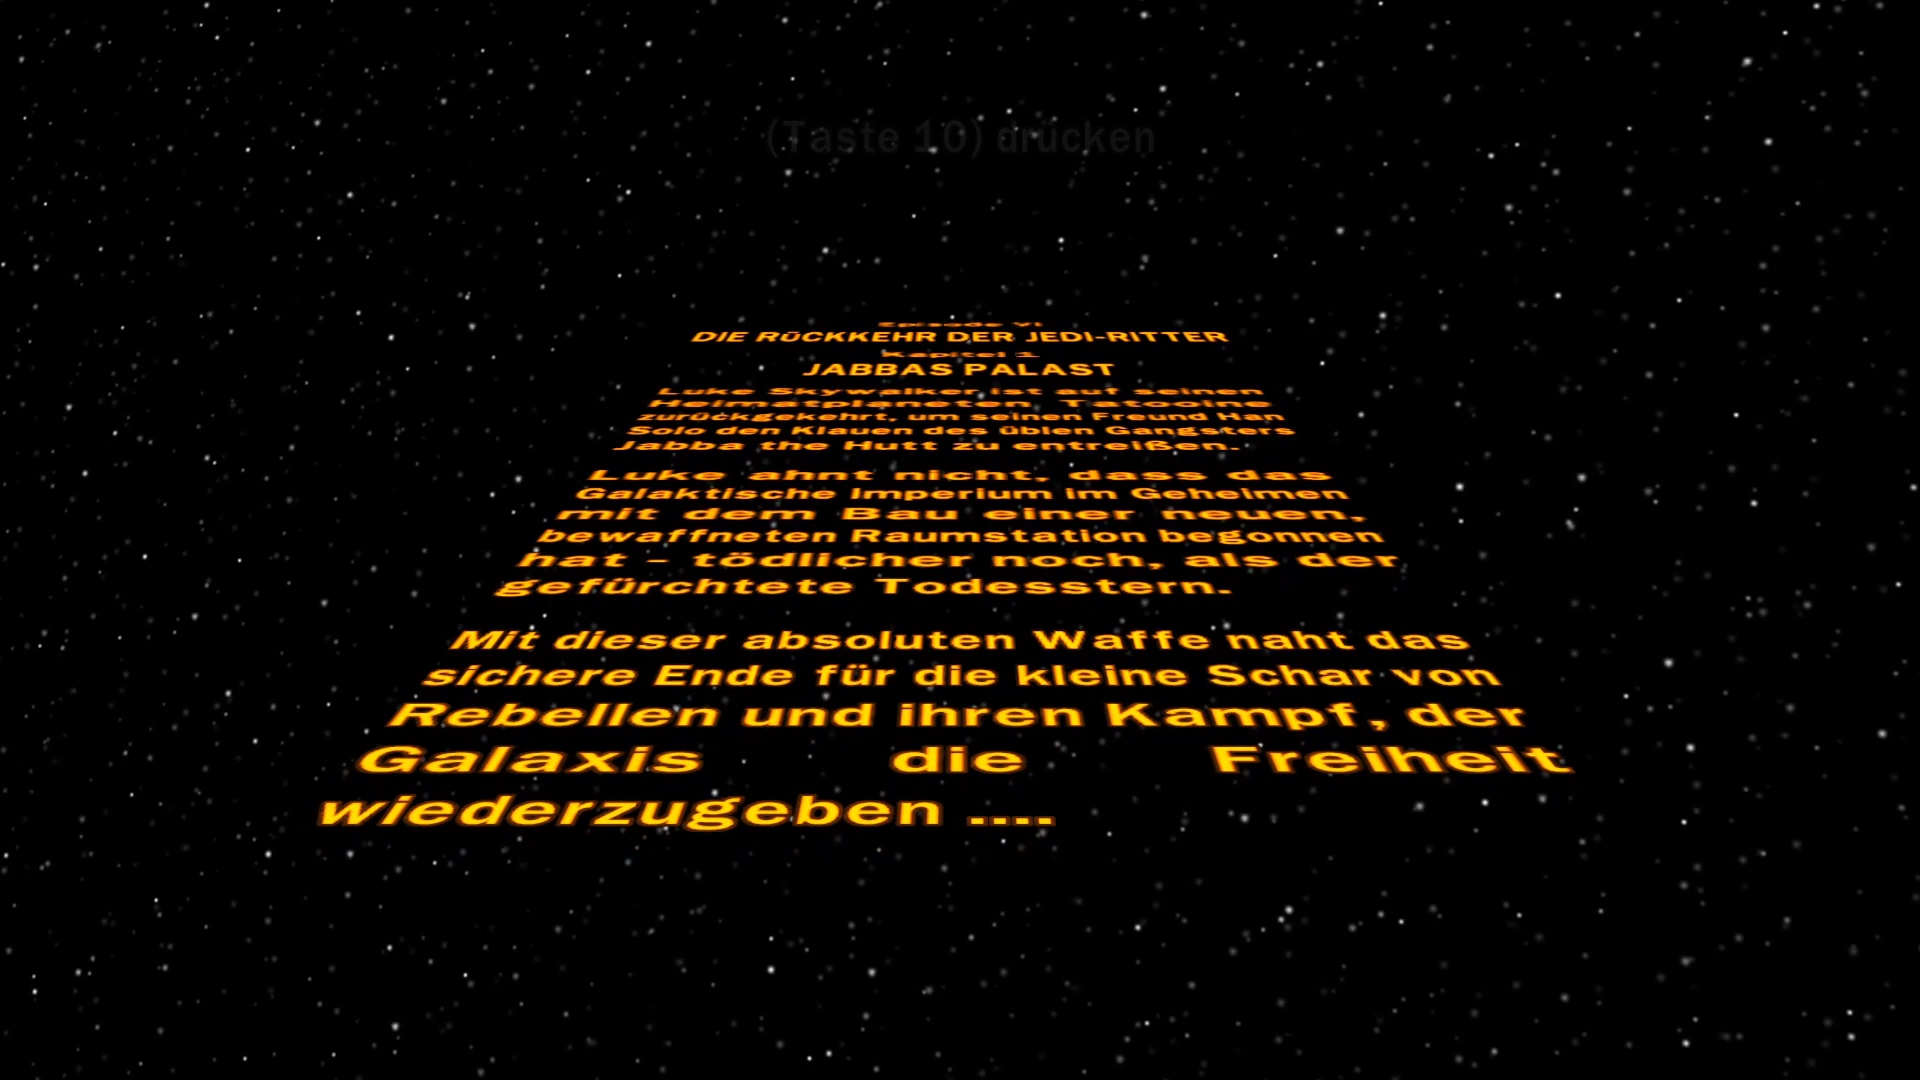 (Taste 10) drücken
Episode VI
DIE RÜCKKEHR DER JEDI-RITTER
Kapitel 1
JABBAS PALAST
Luke Skywalker ist auf seinen
Heimatplaneten Tatooine
zurückgekehrt, um seinen Freund Han
Solo den Klauen des üblen Gangsters
Jabba the Hutt zu entreißen.
Luke ahnt nicht, dass das
Galaktische Imperium im Geheimen
mit dem Bau einer neuen,
bewaffneten Raumstation begonnen
hat - tödlicher noch, als der
gefürchtete Todesstern.
Mit dieser absoluten Waffe naht das
sichere Ende für die kleine Schar von
Rebellen und ihren Kampf, der
Galaxis die Freiheit
wiederzugeben ....